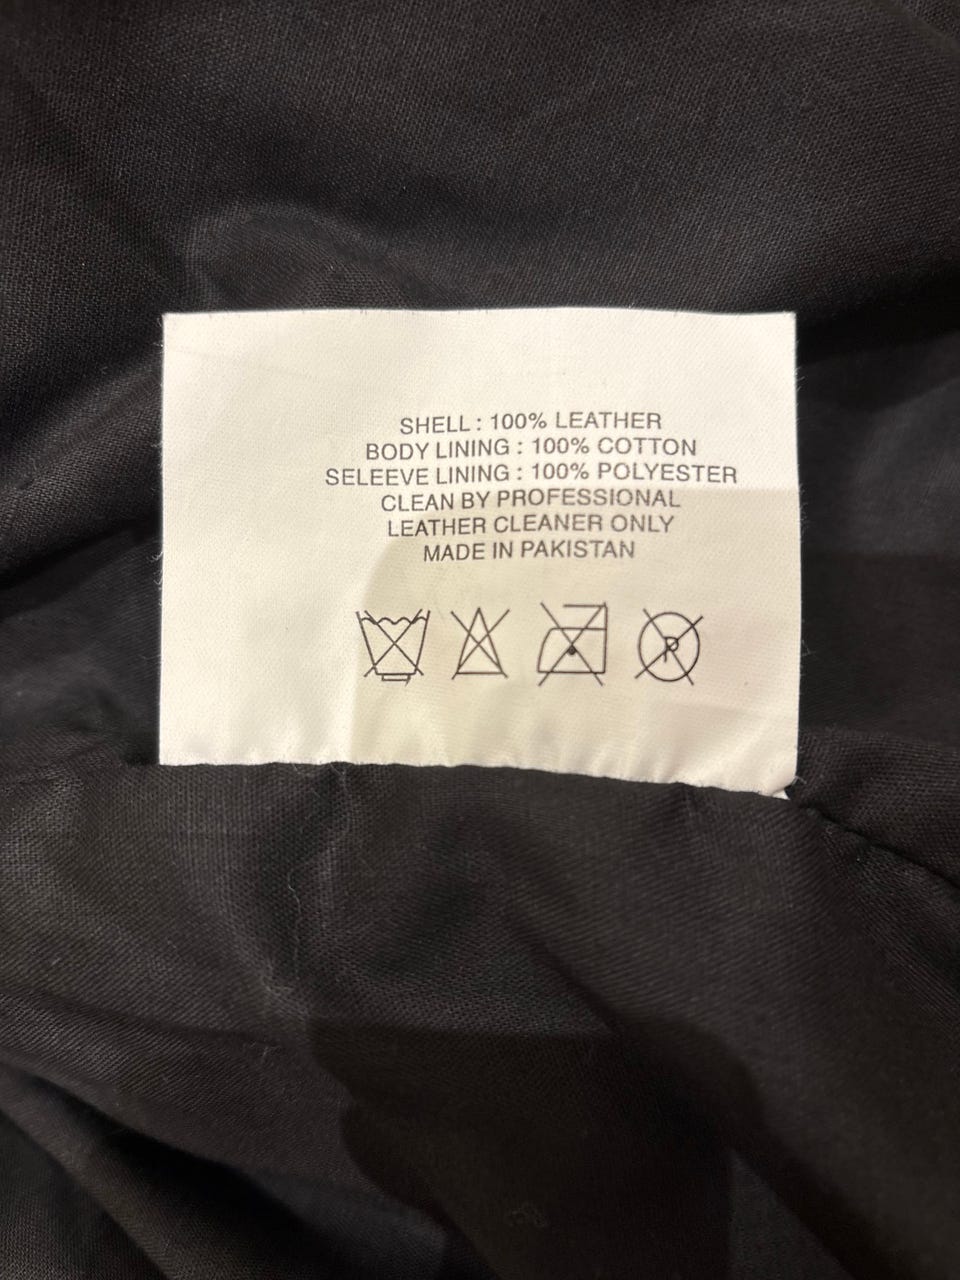 SHELL : 100% LEATHER
BODY LINING : 100% COTTON
SELEEVE LINING : 100% POLYESTER
CLEAN BY PROFESSIONAL
LEATHER CLEANER ONLY
MADE IN PAKISTAN
P